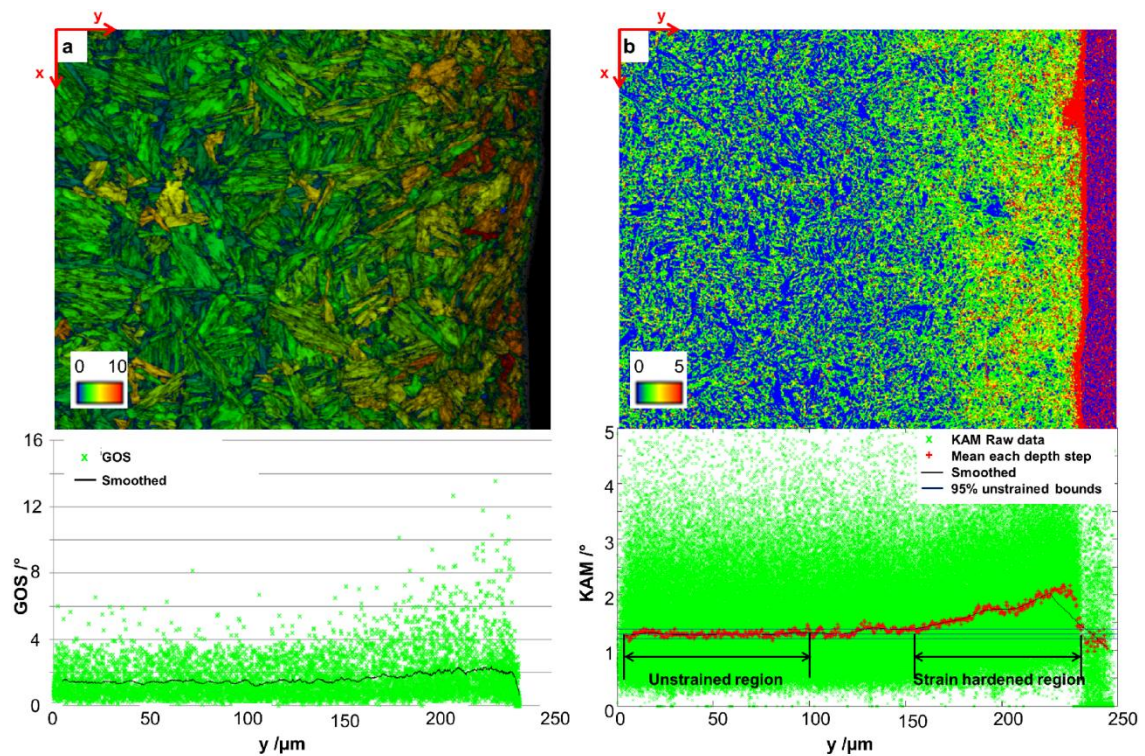 y
a
x
0 10
y
b
x
0 5
16
12
8
4
0
GOS /°
GOS
Smoothed
0 50 100 150 200 250
y /µm
5
4
3
2
1
0
KAM /°
KAM Raw data
Mean each depth step
Smoothed
95% unstrained bounds
Unstrained region
Strain hardened region
0 50 100 150 200 250
y /µm